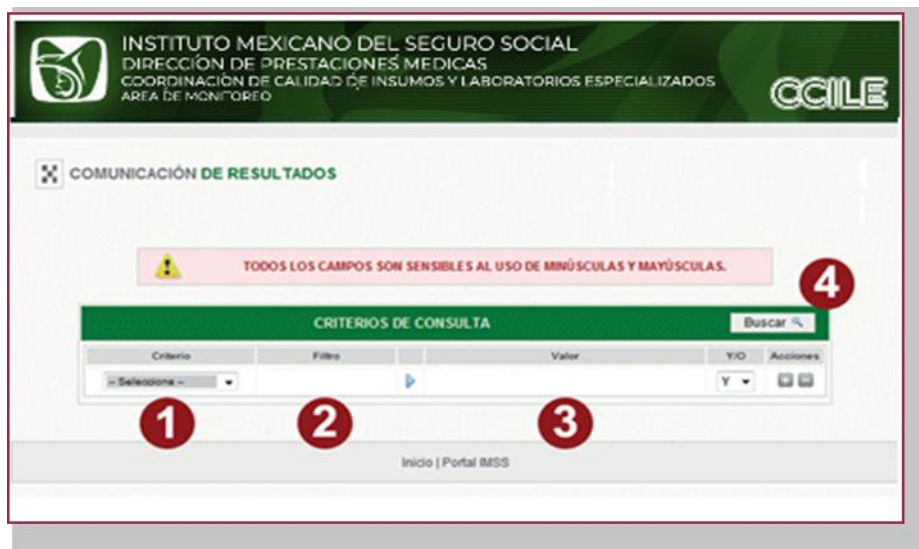 INSTITUTO MEXICANO DEL SEGURO SOCIAL
DIRECCIÓN DE PRESTACIONES MEDICAS
COORDINACIÓN DE CALIDAD DE INSUMOS Y LABORATORIOS ESPECIALIZADOS
AREA DE MONITOREO
CCILE
COMUNICACIÓN DE RESULTADOS
TODOS LOS CAMPOS SON SENSIBLES AL USO DE MINÚSCULAS Y MAYÚSCULAS.
4
CRITERIOS DE CONSULTA Buscar
Criterio Filtro Valor Y/O Acciones
-- Seleccione -- Y
1 2 3
Inicio | Portal IMSS